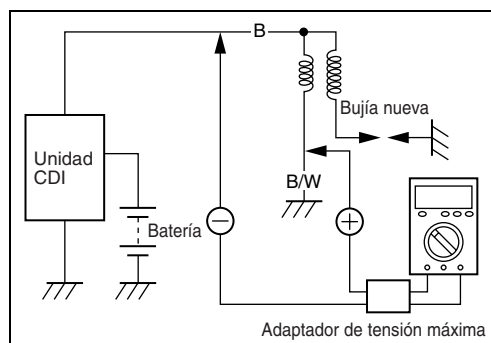 B
Bujía nueva
Unidad
CDI
B/W
Batería
−
+
Adaptador de tensión máxima